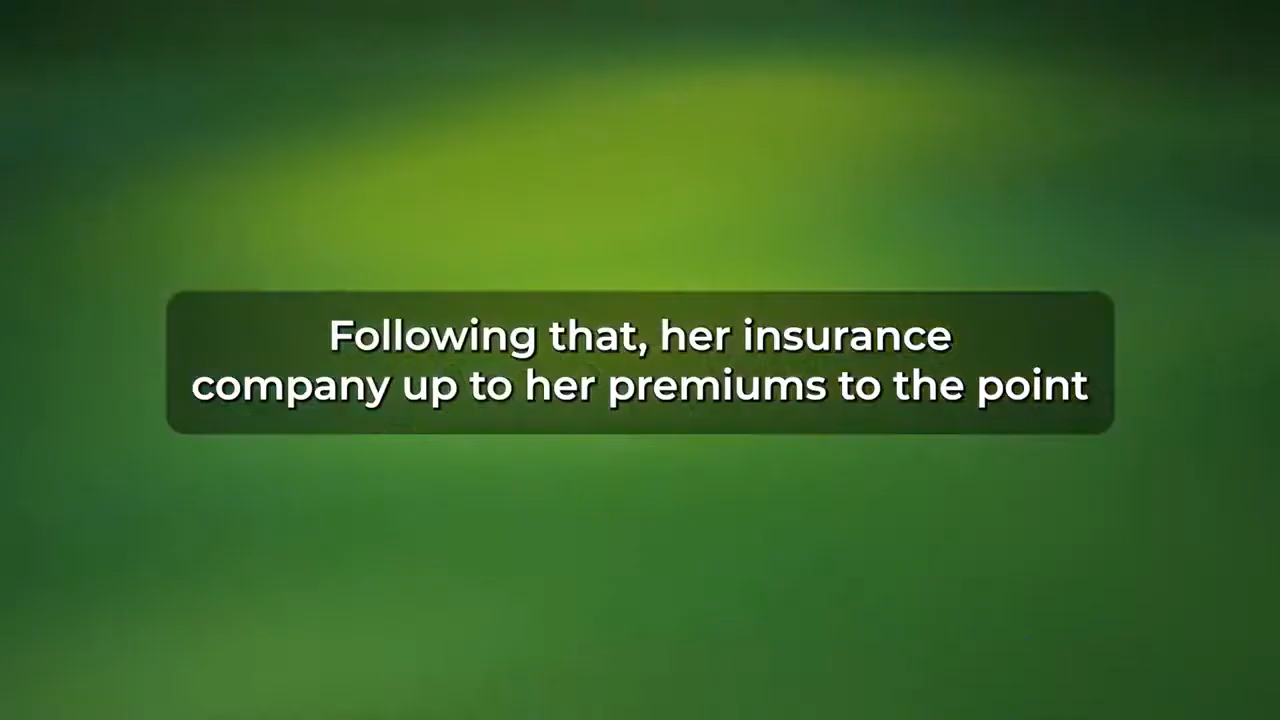 Following that, her insurance
company up to her premiums to the point